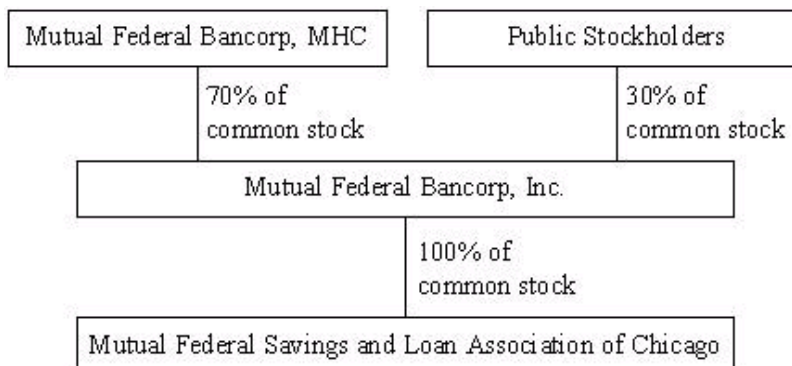 Mutual Federal Bancorp, MHC
Public Stockholders
70% of
common stock
30% of
common stock
Mutual Federal Bancorp, Inc.
100% of
common stock
Mutual Federal Savings and Loan Association of Chicago